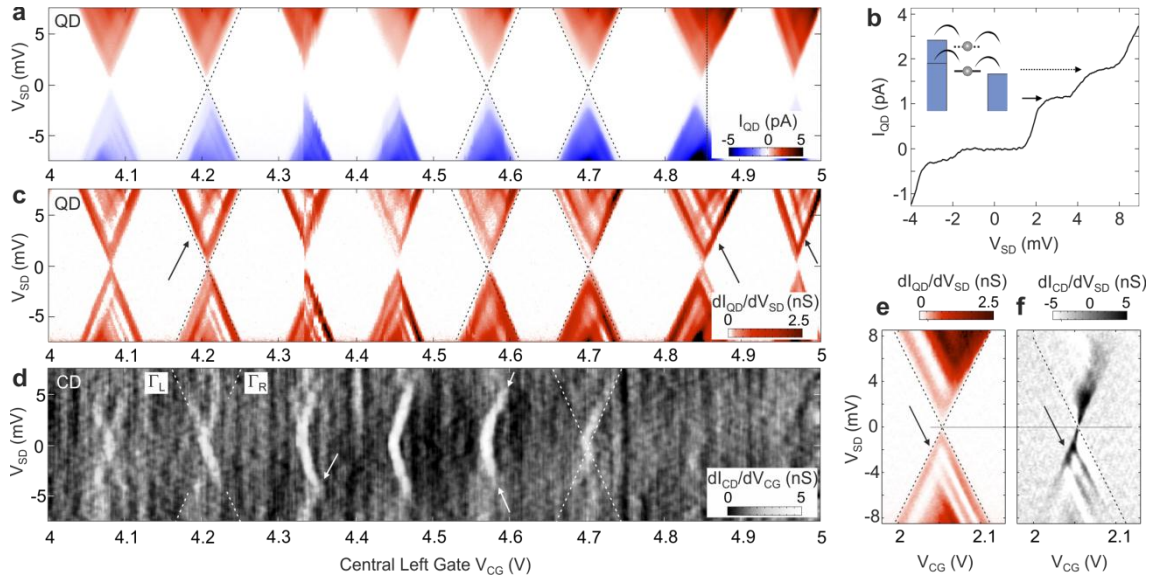 a
QD
V_SD (mV)
5
0
-5
I_QD (pA)
-5 0 5
4 4.1 4.2 4.3 4.4 4.5 4.6 4.7 4.8 4.9 5
b
I_QD (pA)
4
2
1
0
-1
-4 -2 0 2 4 8
V_SD (mV)
c
QD
V_SD (mV)
5
0
-5
dI_QD/dV_SD (nS)
0 2.5
4 4.1 4.2 4.3 4.4 4.5 4.6 4.7 4.8 4.9 5
d
CD
Γ_L
Γ_R
V_SD (mV)
5
0
-5
dI_CD/dV_CG (nS)
0 5
4 4.1 4.2 4.3 4.4 4.5 4.6 4.7 4.8 4.9 5
Central Left Gate V_CG (V)
dI_QD/dV_SD (nS)
0 2.5
e
V_SD (mV)
8
4
0
-4
-8
2 2.1
V_CG (V)
dI_CD/dV_SD (nS)
-5 0 5
f
2 2.1
V_CG (V)